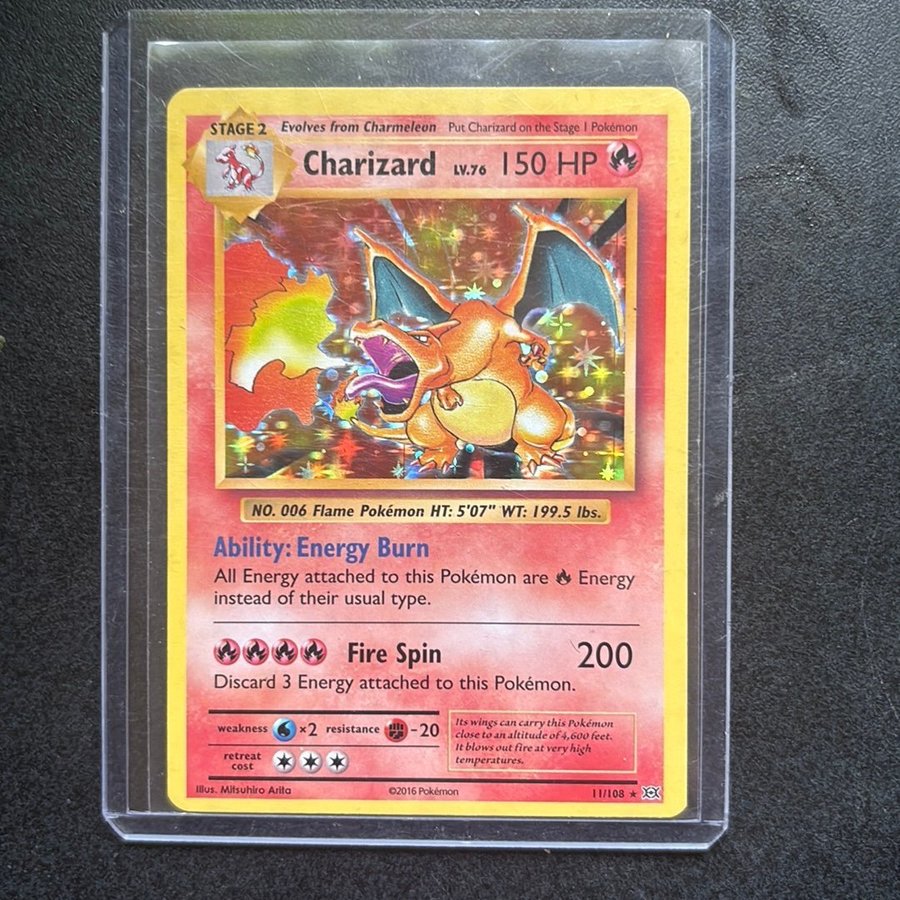 STAGE 2 Evolves from Charmeleon Put Charizard on the Stage 1 Pokémon
Charizard LV.76 150 HP
NO. 006 Flame Pokémon HT: 5'07" WT: 199.5 lbs.
Ability: Energy Burn
All Energy attached to this Pokémon are Energy
instead of their usual type.
Fire Spin 200
Discard 3 Energy attached to this Pokémon.
weakness ×2 resistance -20
retreat
cost
Its wings can carry this Pokémon
close to an altitude of 4,600 feet.
It blows out fire at very high
temperatures.
Illus. Mitsuhiro Arita ©2016 Pokémon 11/108 ★